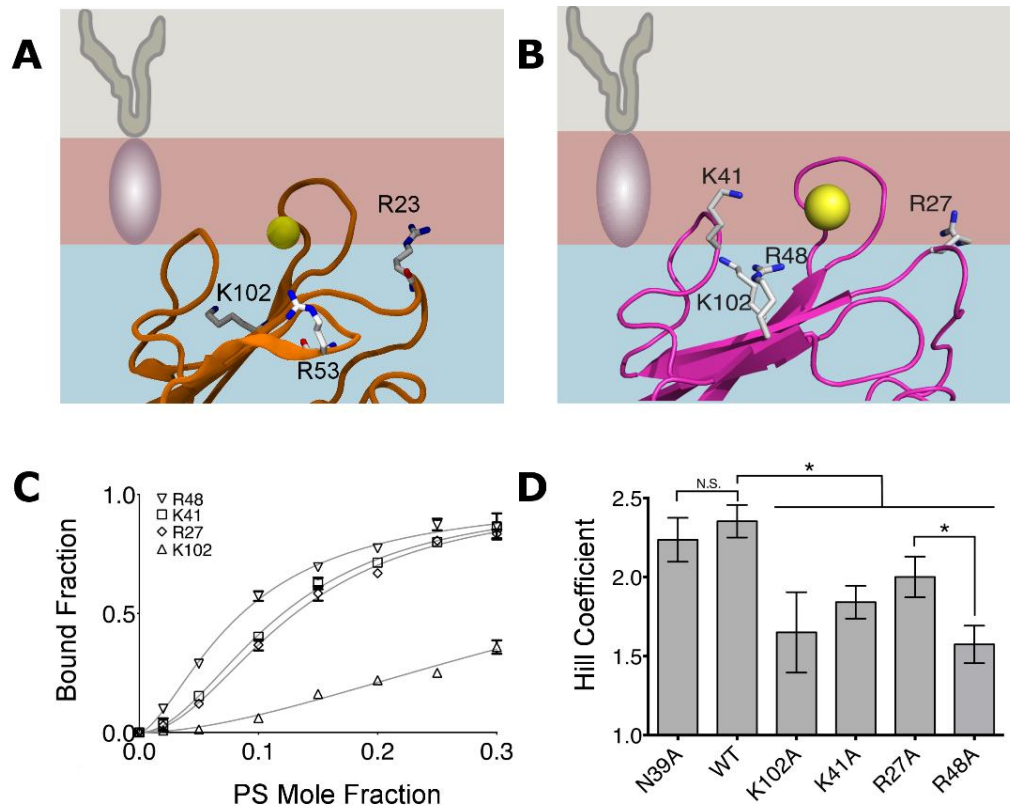 A
R23
K102
R53
B
K41
R27
R48
K102
C
R48
K41
R27
K102
1.0
0.5
0.0
0.0
0.1
0.2
0.3
Bound Fraction
PS Mole Fraction
D
N.S.
*
*
2.5
2.0
1.5
1.0
Hill Coefficient
N39A
WT
K102A
K41A
R27A
R48A